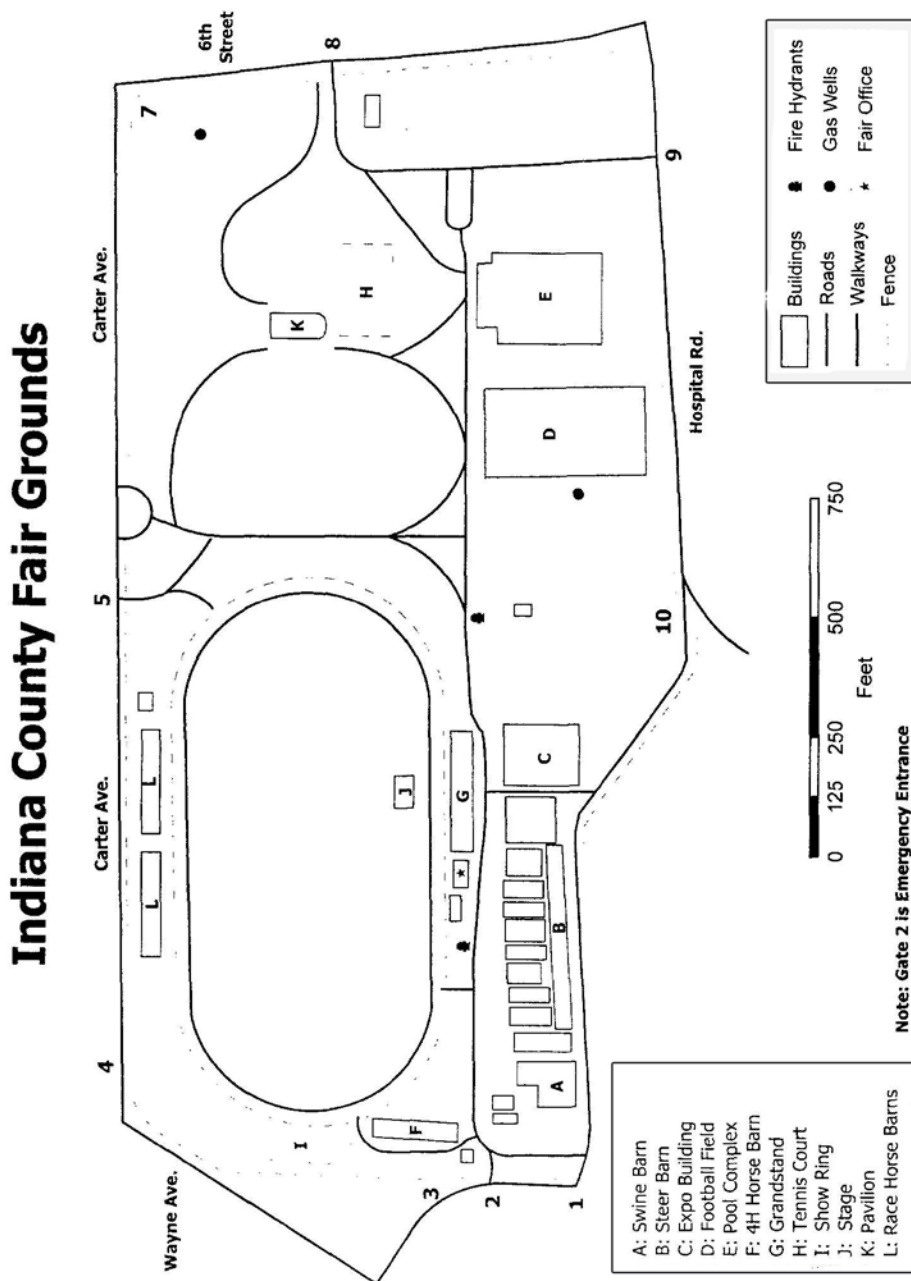 Indiana County Fair Grounds
Wayne Ave.
Carter Ave.
Carter Ave.
6th
Street
4
5
7
8
L
L
J
K
H
I
F
G
3
2
1
A
B
C
D
E
10
9
Hospital Rd.
A: Swine Barn
B: Steer Barn
C: Expo Building
D: Football Field
E: Pool Complex
F: 4H Horse Barn
G: Grandstand
H: Tennis Court
I: Show Ring
J: Stage
K: Pavilion
L: Race Horse Barns
Note: Gate 2 is Emergency Entrance
0 125 250 500 750
Feet
Buildings
Roads
Walkways
Fence
Fire Hydrants
Gas Wells
Fair Office